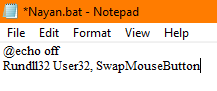 *Nayan.bat - Notepad
File Edit Format View Help
@echo off
Rundll32 User32, SwapMouseButton